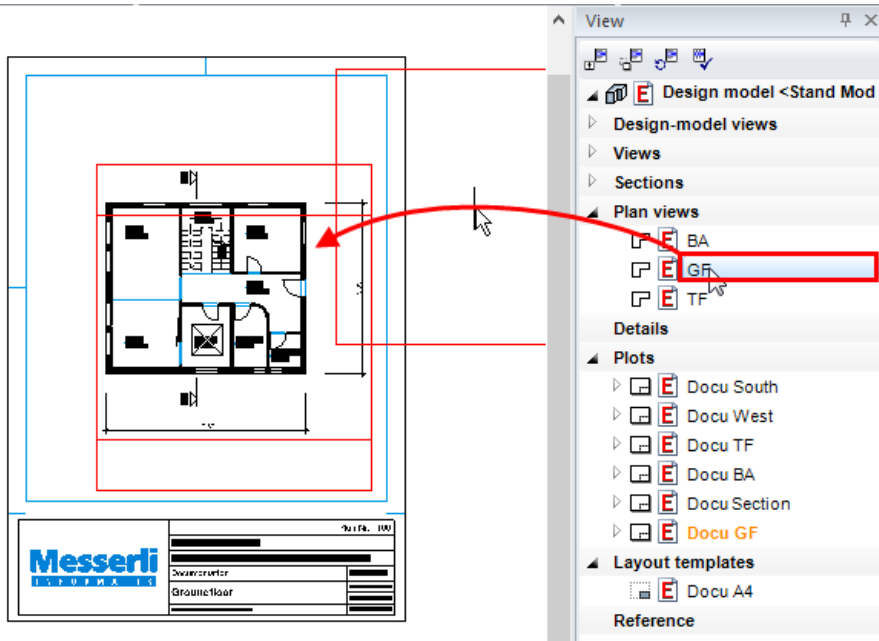 View
E Design model <Stand Mod
Design-model views
Views
Sections
Plan views
E BA
E GF
E TF
Details
Plots
E Docu South
E Docu West
E Docu TF
E Docu BA
E Docu Section
E Docu GF
Layout templates
E Docu A4
Reference
Messerli
INFORMATIK